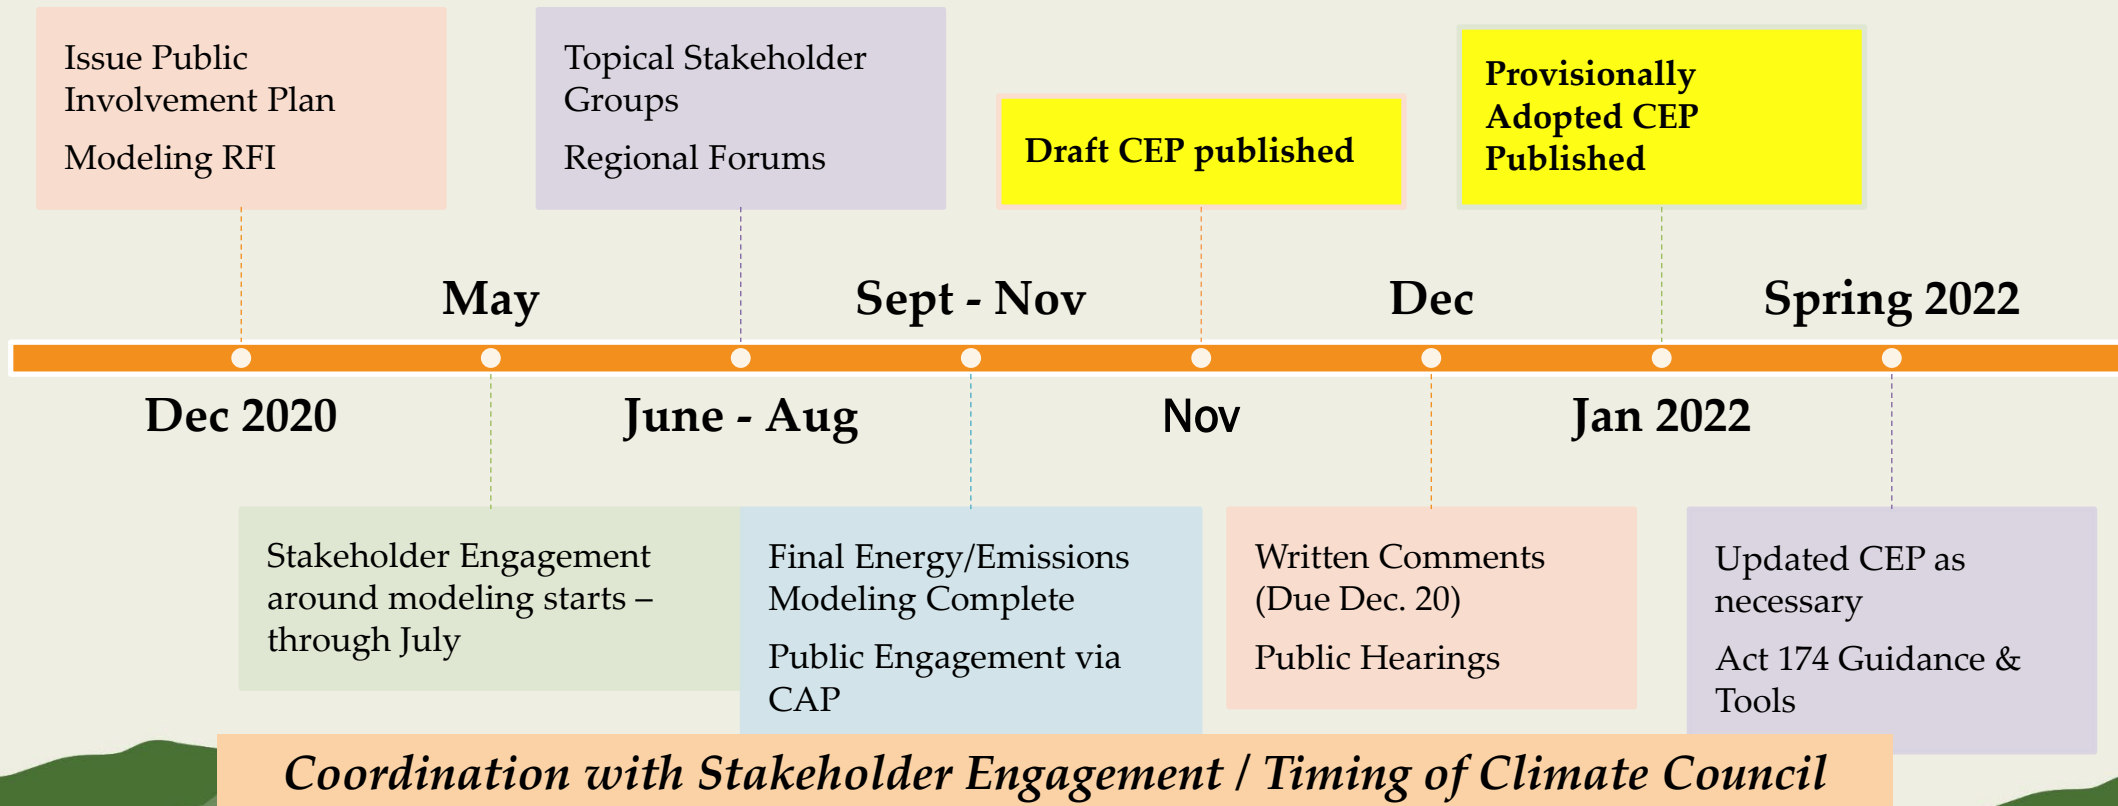 Issue Public
Involvement Plan
Modeling RFI
Topical Stakeholder
Groups
Regional Forums
Draft CEP published
Provisionally
Adopted CEP
Published
May
Sept - Nov
Dec
Spring 2022
Dec 2020
June - Aug
Nov
Jan 2022
Stakeholder Engagement
around modeling starts –
through July
Final Energy/Emissions
Modeling Complete
Public Engagement via
CAP
Written Comments
(Due Dec. 20)
Public Hearings
Updated CEP as
necessary
Act 174 Guidance &
Tools
Coordination with Stakeholder Engagement / Timing of Climate Council